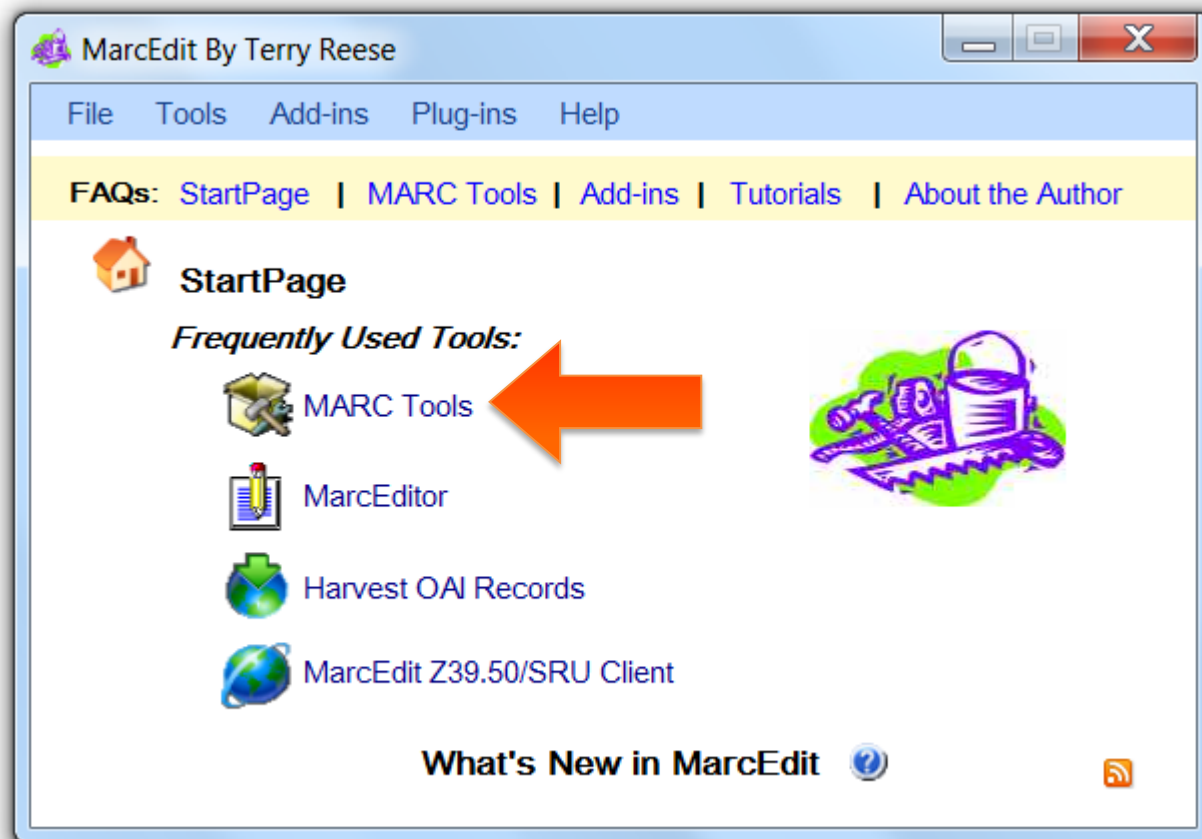 MarcEdit By Terry Reese
File Tools Add-ins Plug-ins Help
FAQs: StartPage | MARC Tools | Add-ins | Tutorials | About the Author
StartPage
Frequently Used Tools:
MARC Tools
MarcEditor
Harvest OAI Records
MarcEdit Z39.50/SRU Client
What's New in MarcEdit ?